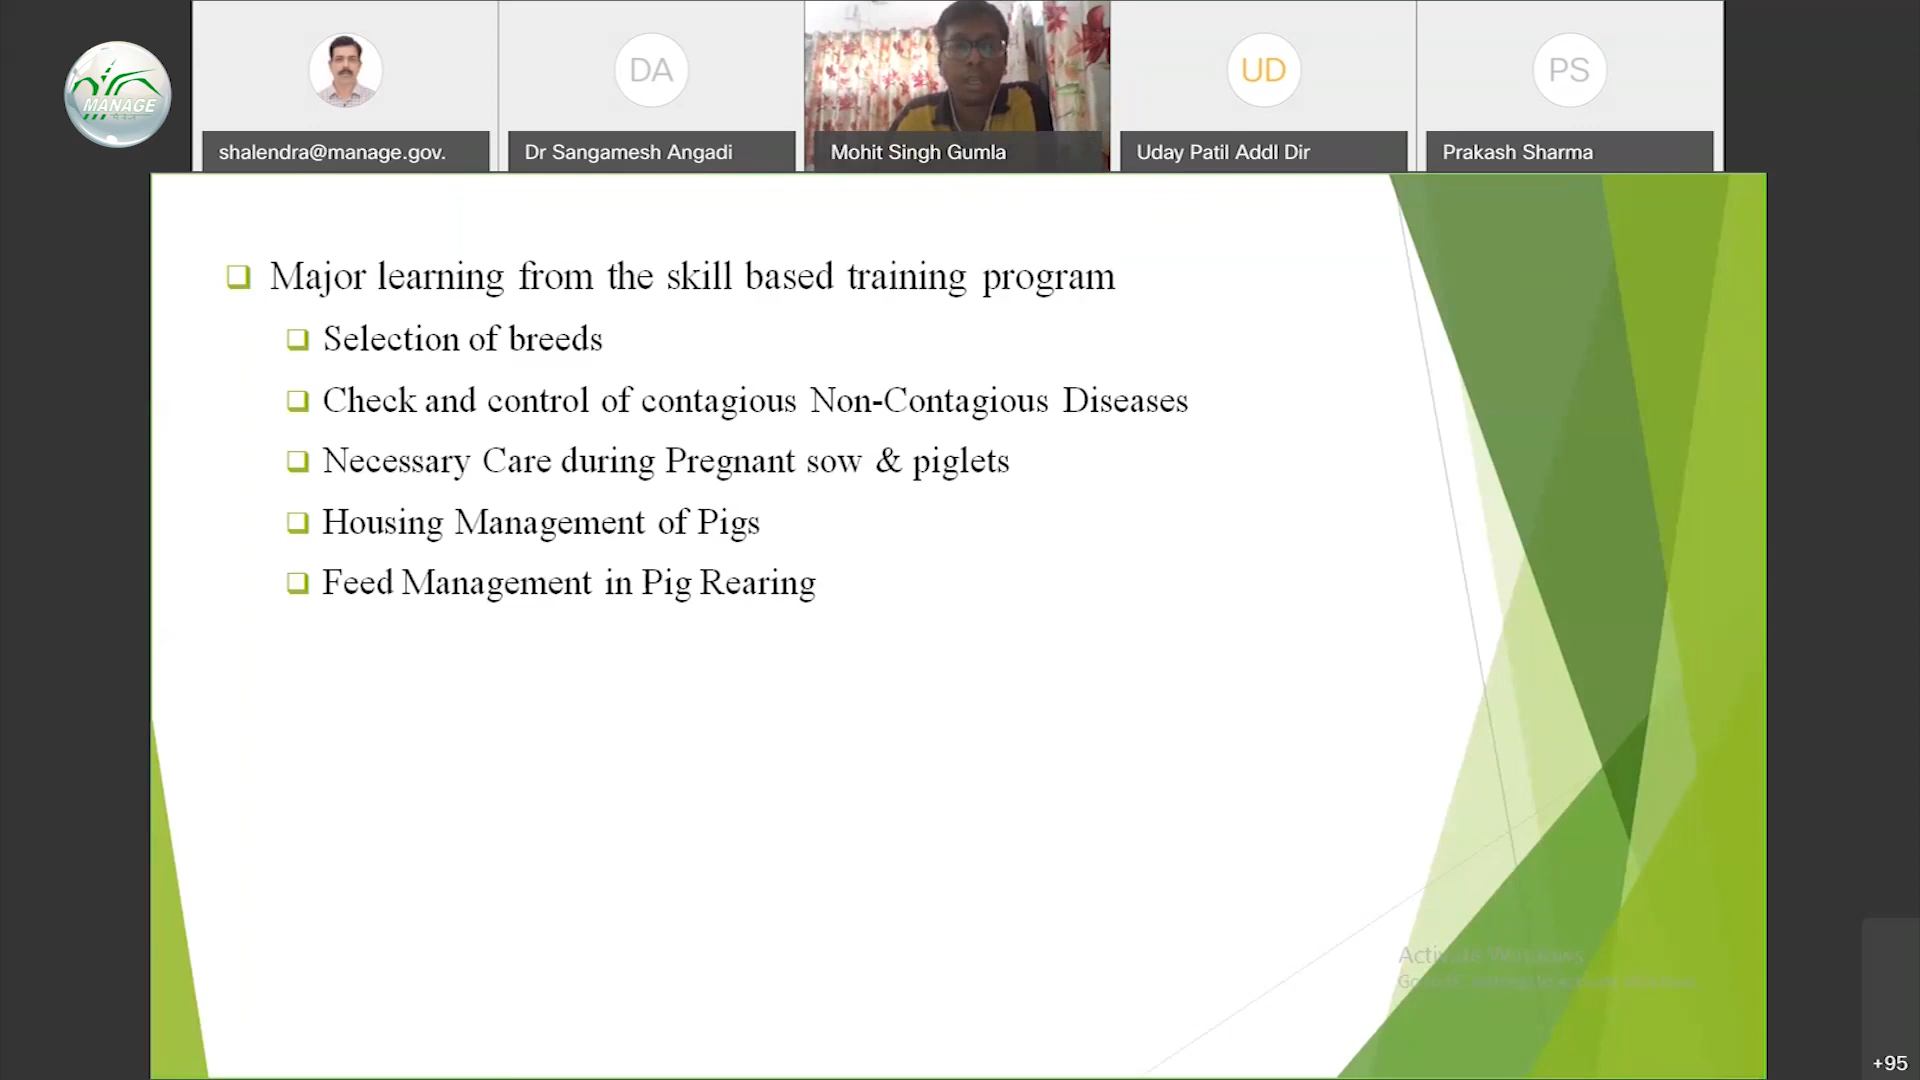 MANAGE
DA
UD
PS
shalendra@manage.gov.
Dr Sangamesh Angadi
Mohit Singh Gumla
Uday Patil Addl Dir
Prakash Sharma
Major learning from the skill based training program
Selection of breeds
Check and control of contagious Non-Contagious Diseases
Necessary Care during Pregnant sow & piglets
Housing Management of Pigs
Feed Management in Pig Rearing
Activate Windows
+95